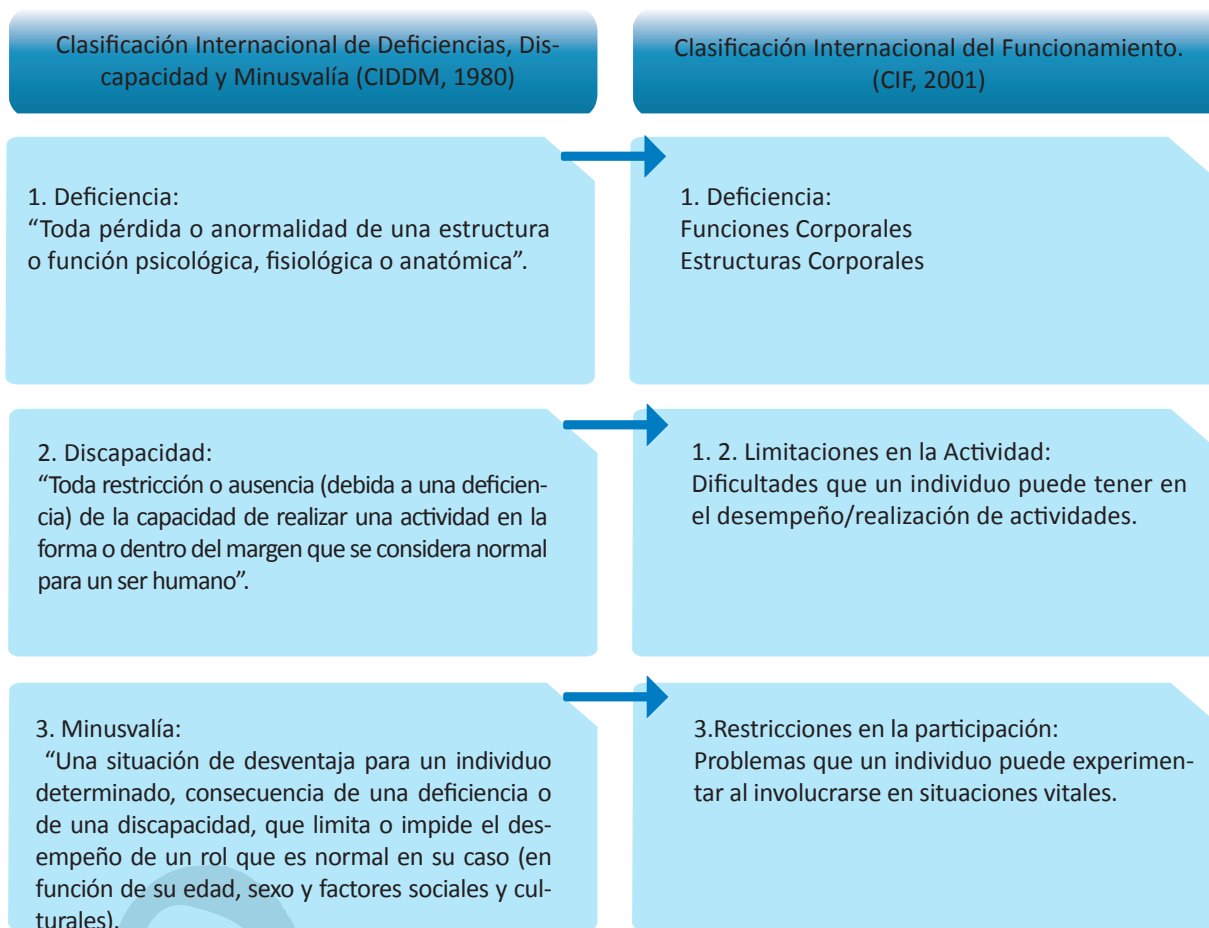 Clasificación Internacional de Deficiencias, Dis-
capacidad y Minusvalía (CIDDM, 1980)
Clasificación Internacional del Funcionamiento.
(CIF, 2001)
1. Deficiencia:
“Toda pérdida o anormalidad de una estructura
o función psicológica, fisiológica o anatómica”.
1. Deficiencia:
Funciones Corporales
Estructuras Corporales
2. Discapacidad:
“Toda restricción o ausencia (debida a una deficien-
cia) de la capacidad de realizar una actividad en la
forma o dentro del margen que se considera normal
para un ser humano”.
1. 2. Limitaciones en la Actividad:
Dificultades que un individuo puede tener en
el desempeño/realización de actividades.
3. Minusvalía:
“Una situación de desventaja para un individuo
determinado, consecuencia de una deficiencia o
de una discapacidad, que limita o impide el des-
empeño de un rol que es normal en su caso (en
función de su edad, sexo y factores sociales y cul-
turales).
3.Restricciones en la participación:
Problemas que un individuo puede experimen-
tar al involucrarse en situaciones vitales.